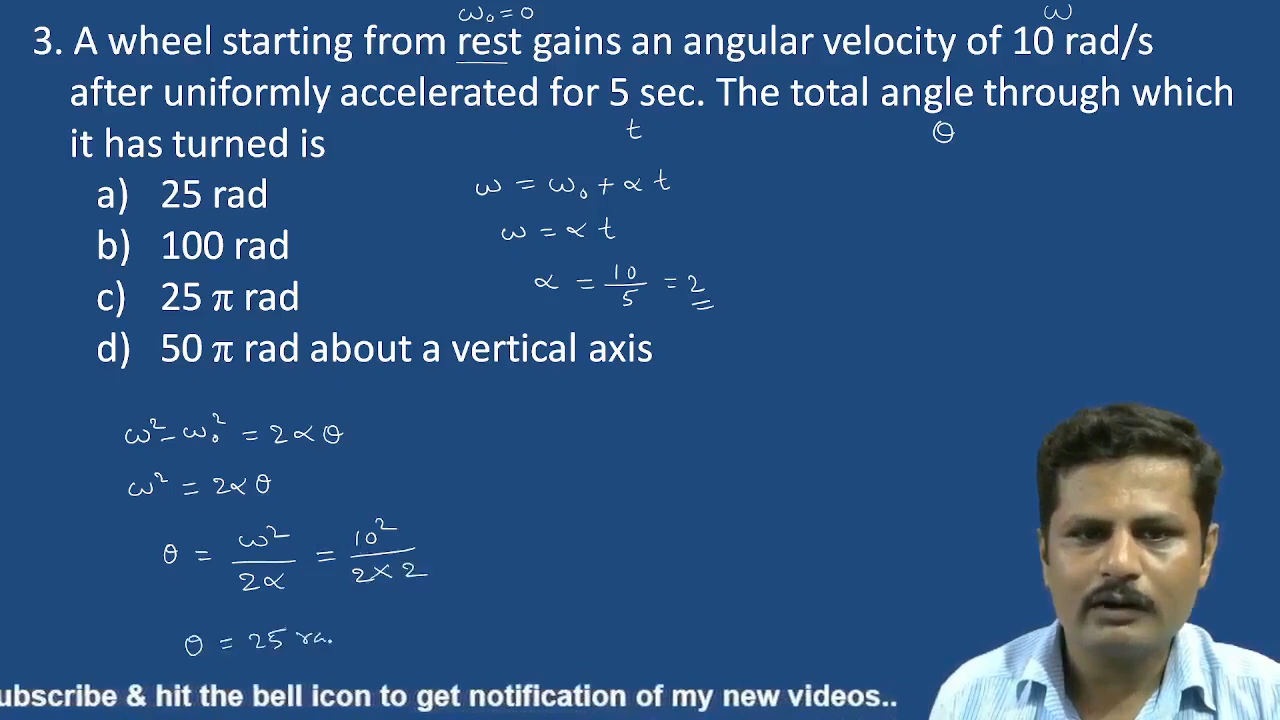 ω₀ = 0
ω
3. A wheel starting from rest gains an angular velocity of 10 rad/s
after uniformly accelerated for 5 sec. The total angle through which
t
θ
it has turned is
a) 25 rad
b) 100 rad
c) 25 π rad
d) 50 π rad about a vertical axis
ω = ω₀ + α t
ω = α t
α = 10/5 = 2
ω² - ω₀² = 2 α θ
ω² = 2α θ
θ = ω²/2α = 10²/2×2
θ = 25 ra
ubscribe & hit the bell icon to get notification of my new videos..